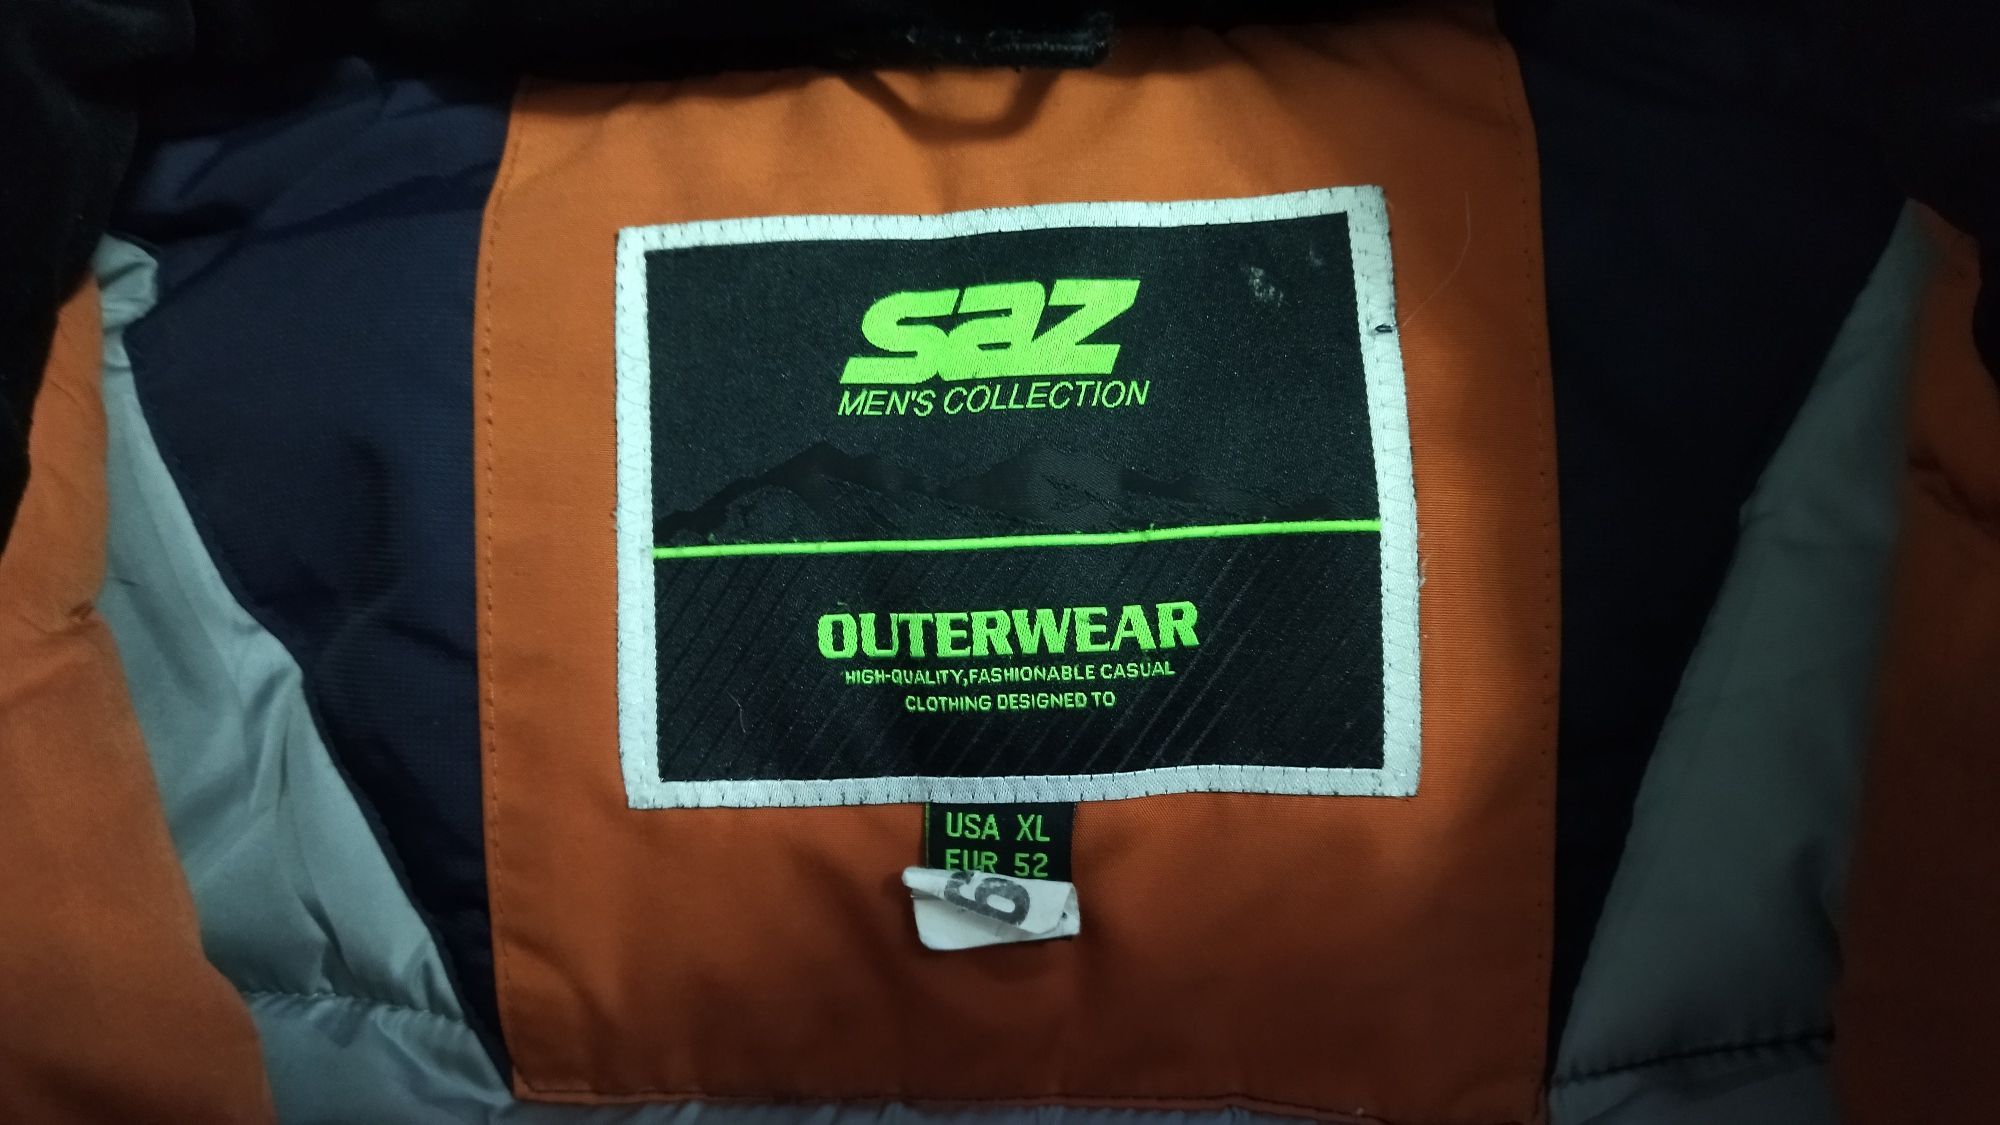 saz
MEN'S COLLECTION
OUTERWEAR
HIGH-QUALITY,FASHIONABLE CASUAL
CLOTHING DESIGNED TO
USA XL
EUR 52